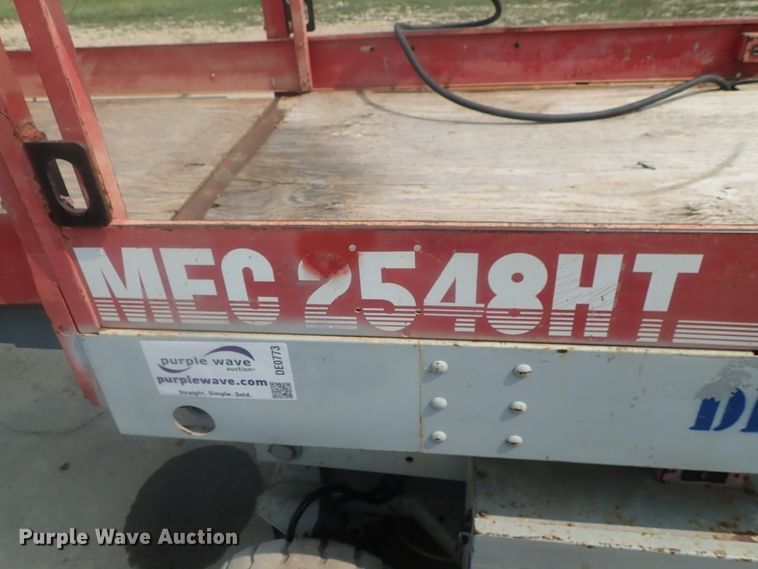 MEC 2548HT
purple wave
auction
purplewave.com
Straight. Simple. Sold.
DE0773
Purple Wave Auction